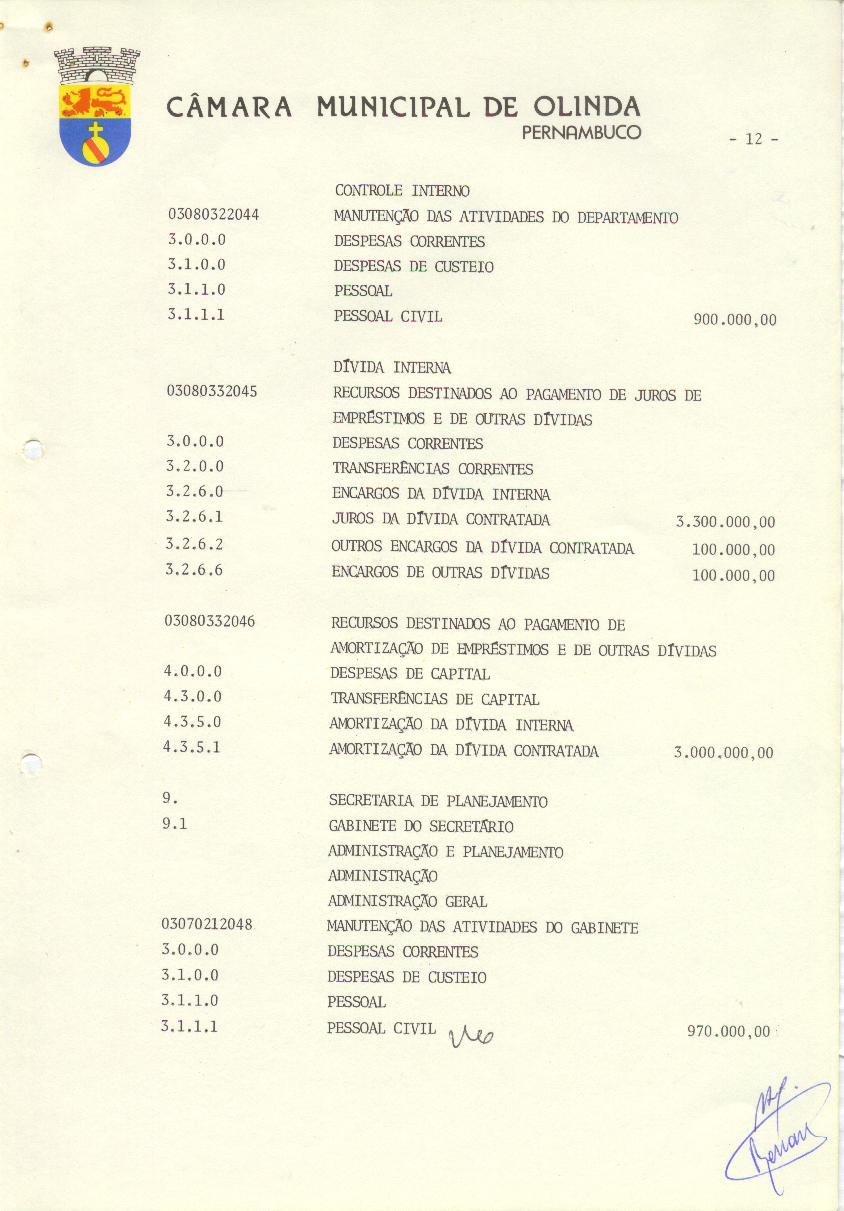 CÂMARA MUNICIPAL DE OLINDA
PERNAMBUCO
- 12 -
CONTROLE INTERNO
03080322044 MANUTENÇÃO DAS ATIVIDADES DO DEPARTAMENTO
3.0.0.0 DESPESAS CORRENTES
3.1.0.0 DESPESAS DE CUSTEIO
3.1.1.0 PESSOAL
3.1.1.1 PESSOAL CIVIL 900.000,00
DÍVIDA INTERNA
03080332045 RECURSOS DESTINADOS AO PAGAMENTO DE JUROS DE
EMPRÉSTIMOS E DE OUTRAS DÍVIDAS
3.0.0.0 DESPESAS CORRENTES
3.2.0.0 TRANSFERÊNCIAS CORRENTES
3.2.6.0 ENCARGOS DA DÍVIDA INTERNA
3.2.6.1 JUROS DA DÍVIDA CONTRATADA 3.300.000,00
3.2.6.2 OUTROS ENCARGOS DA DÍVIDA CONTRATADA 100.000,00
3.2.6.6 ENCARGOS DE OUTRAS DÍVIDAS 100.000,00
03080332046 RECURSOS DESTINADOS AO PAGAMENTO DE
AMORTIZAÇÃO DE EMPRÉSTIMOS E DE OUTRAS DÍVIDAS
4.0.0.0 DESPESAS DE CAPITAL
4.3.0.0 TRANSFERÊNCIAS DE CAPITAL
4.3.5.0 AMORTIZAÇÃO DA DÍVIDA INTERNA
4.3.5.1 AMORTIZAÇÃO DA DÍVIDA CONTRATADA 3.000.000,00
9. SECRETARIA DE PLANEJAMENTO
9.1 GABINETE DO SECRETÁRIO
ADMINISTRAÇÃO E PLANEJAMENTO
ADMINISTRAÇÃO
ADMINISTRAÇÃO GERAL
03070212048 MANUTENÇÃO DAS ATIVIDADES DO GABINETE
3.0.0.0 DESPESAS CORRENTES
3.1.0.0 DESPESAS DE CUSTEIO
3.1.1.0 PESSOAL
3.1.1.1 PESSOAL CIVIL 970.000,00